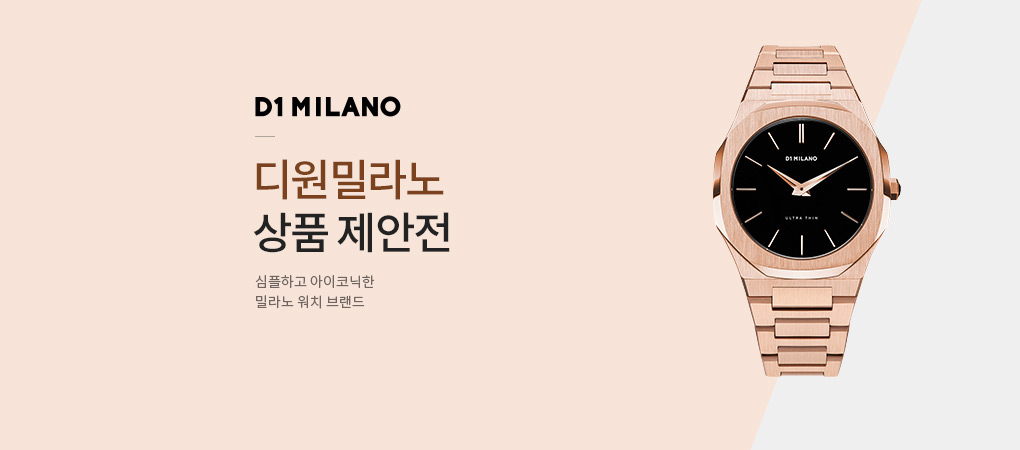 D1 MILANO
디원밀라노
상품 제안전
심플하고 아이코닉한
밀라노 워치 브랜드
D1 MILANO
ULTRA THIN